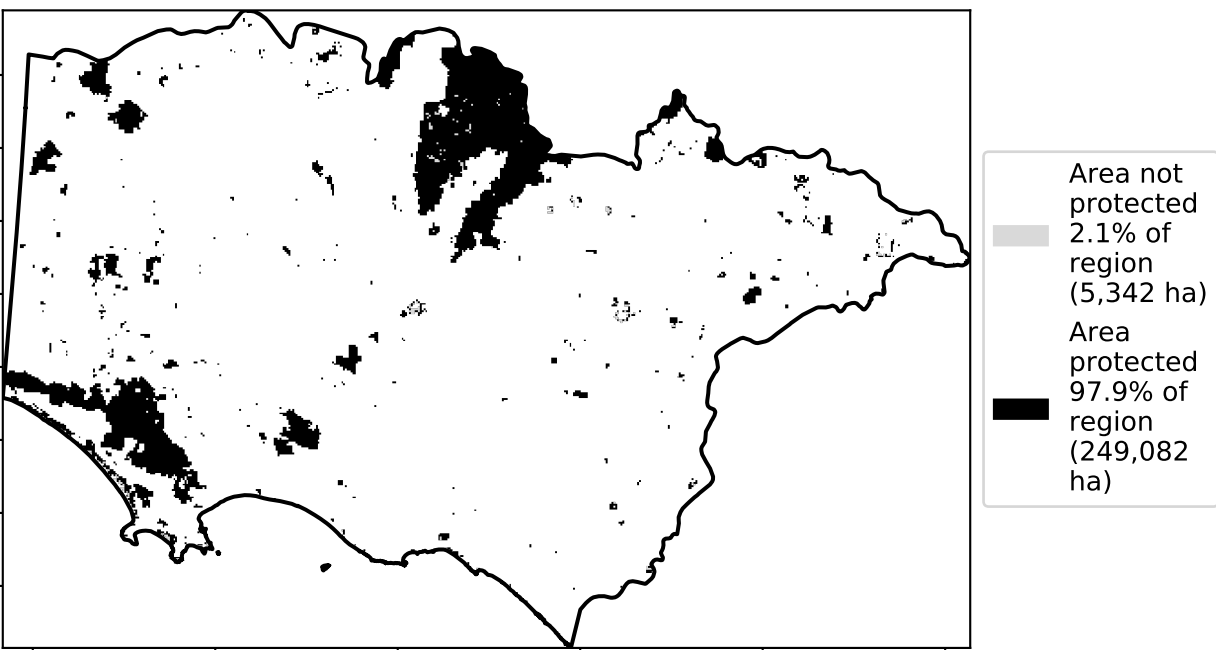 Area not
protected
2.1% of
region
(5,342 ha)
Area
protected
97.9% of
region
(249,082
ha)